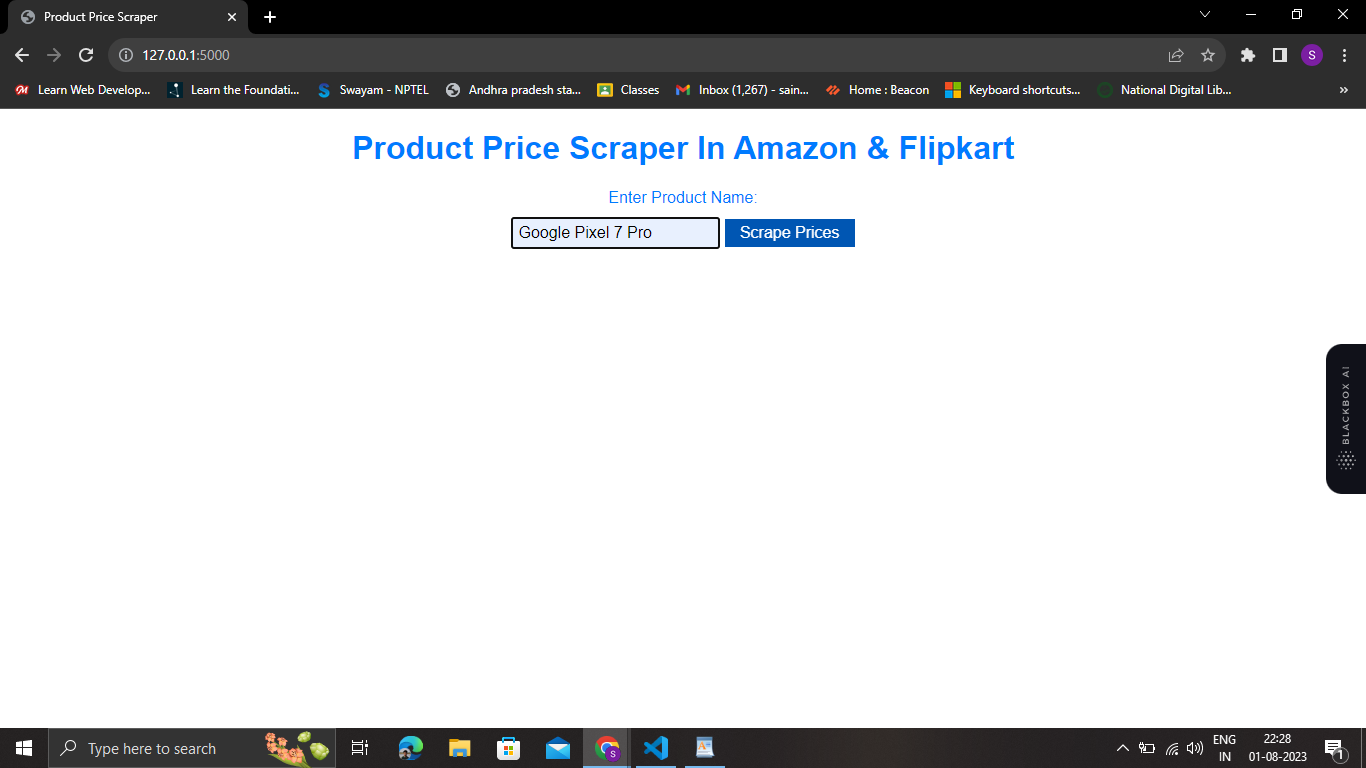 Product Price Scraper
127.0.0.1:5000
S
Learn Web Develop... Learn the Foundati... Swayam - NPTEL Andhra pradesh sta... Classes Inbox (1,267) - sain... Home : Beacon Keyboard shortcuts... National Digital Lib... »
Product Price Scraper In Amazon & Flipkart
Enter Product Name:
Google Pixel 7 Pro Scrape Prices
BLACKBOX AI
Type here to search
ENG
IN
22:28
01-08-2023
1